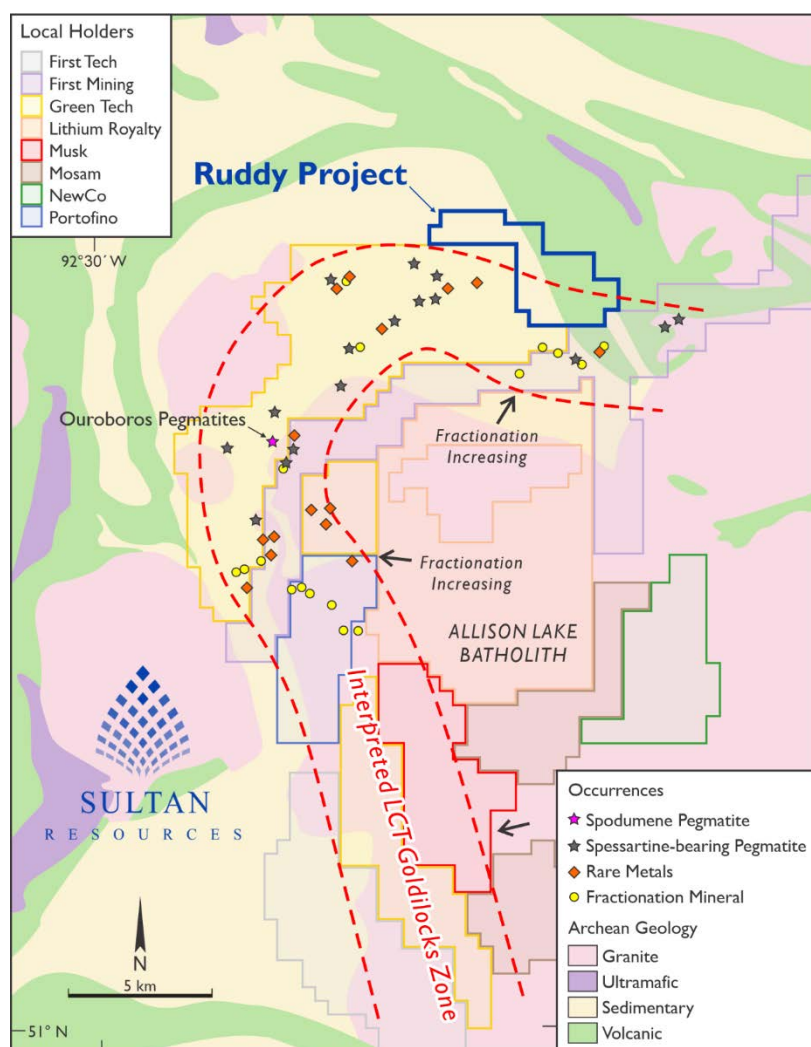 Local Holders
First Tech
First Mining
Green Tech
Lithium Royalty
Musk
Mosam
NewCo
Portofino
Ruddy Project
92°30´W
Ouroboros Pegmatites
Fractionation
Increasing
Fractionation
Increasing
ALLISON LAKE
BATHOLITH
Interpreted LCT Goldilocks Zone
SULTAN
RESOURCES
N
5 km
51° N
Occurrences
Spodumene Pegmatite
Spessartine-bearing Pegmatite
Rare Metals
Fractionation Mineral
Archean Geology
Granite
Ultramafic
Sedimentary
Volcanic